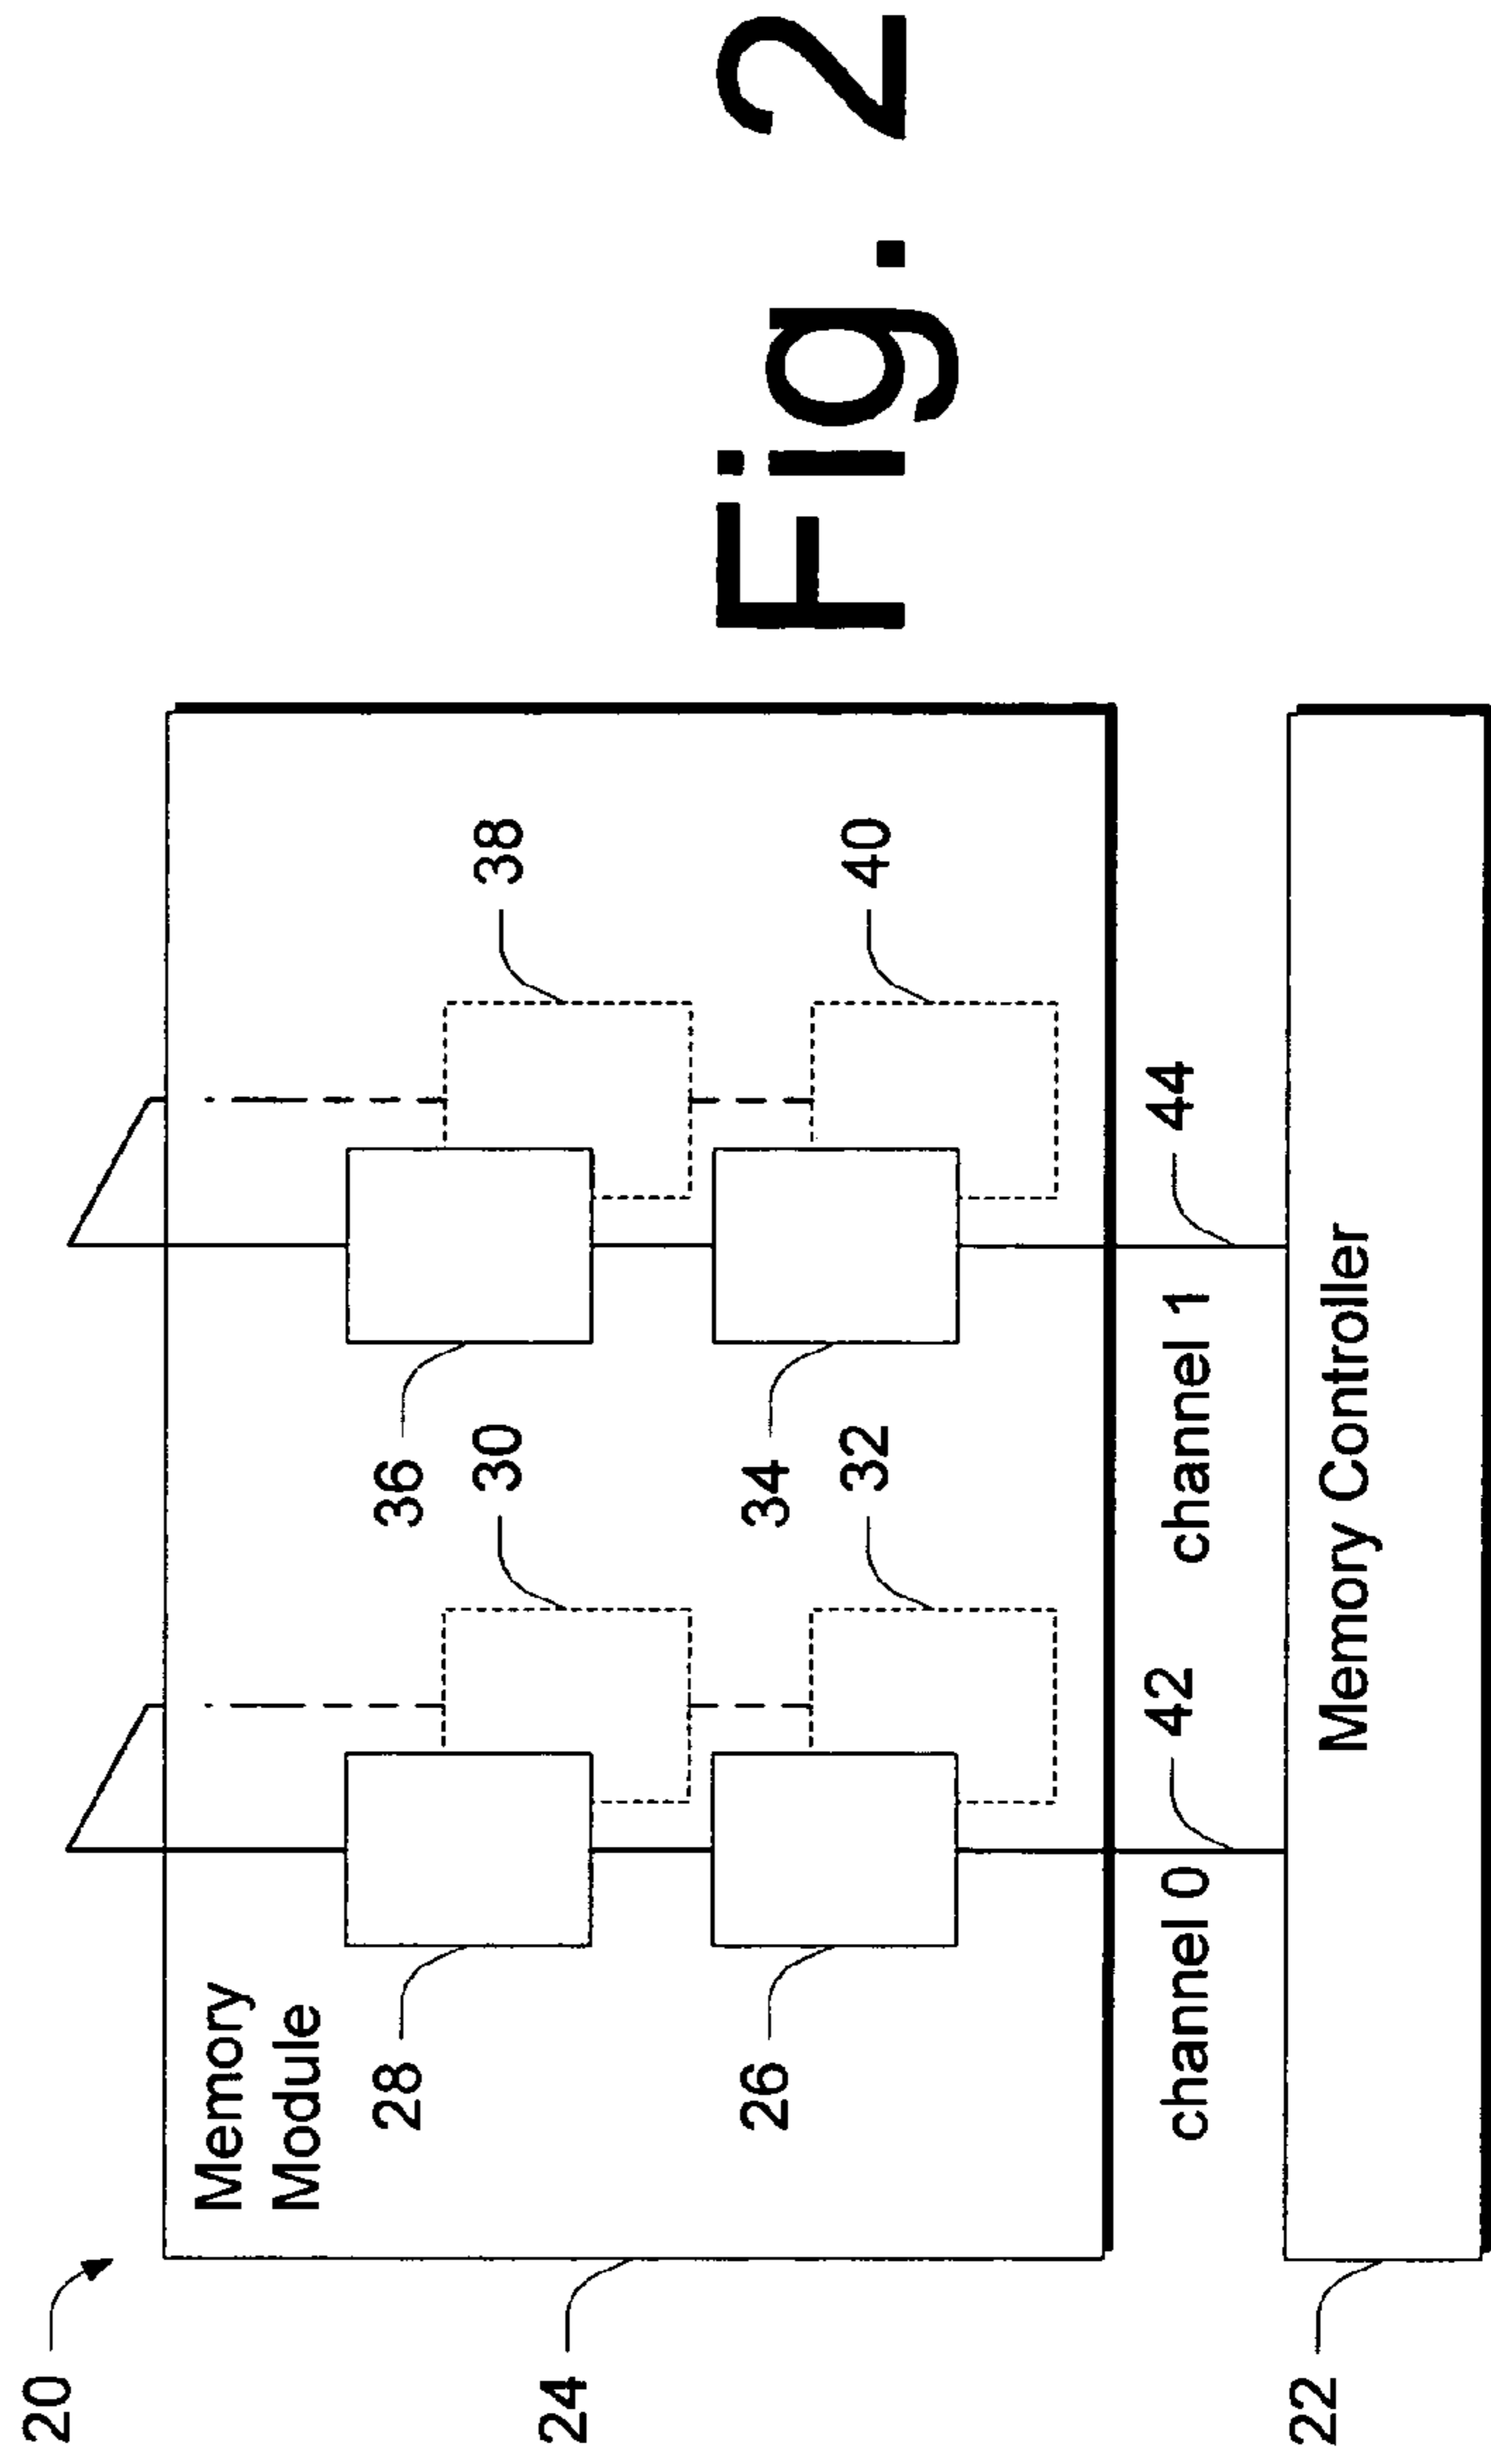 20
Memory
Module
24
28
30
36
38
26
32
34
40
channel 0
42
channel 1
44
Memory Controller
22
Fig. 2